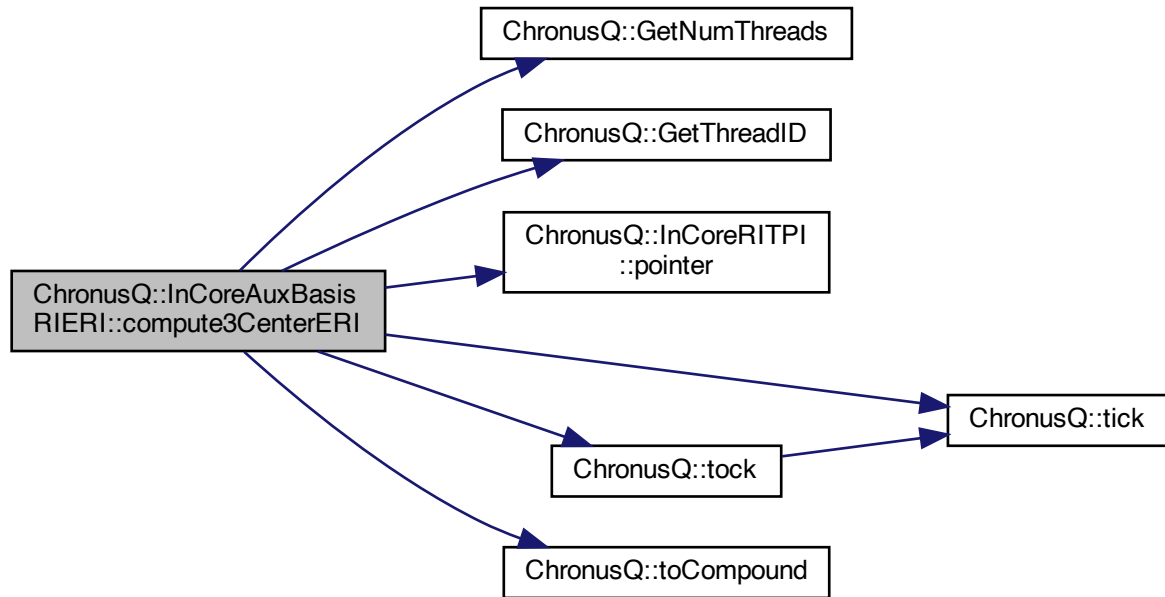 ChronusQ::GetNumThreads
ChronusQ::GetThreadID
ChronusQ::InCoreRITPI
::pointer
ChronusQ::InCoreAuxBasis
RIERI::compute3CenterERI
ChronusQ::tick
ChronusQ::tock
ChronusQ::toCompound